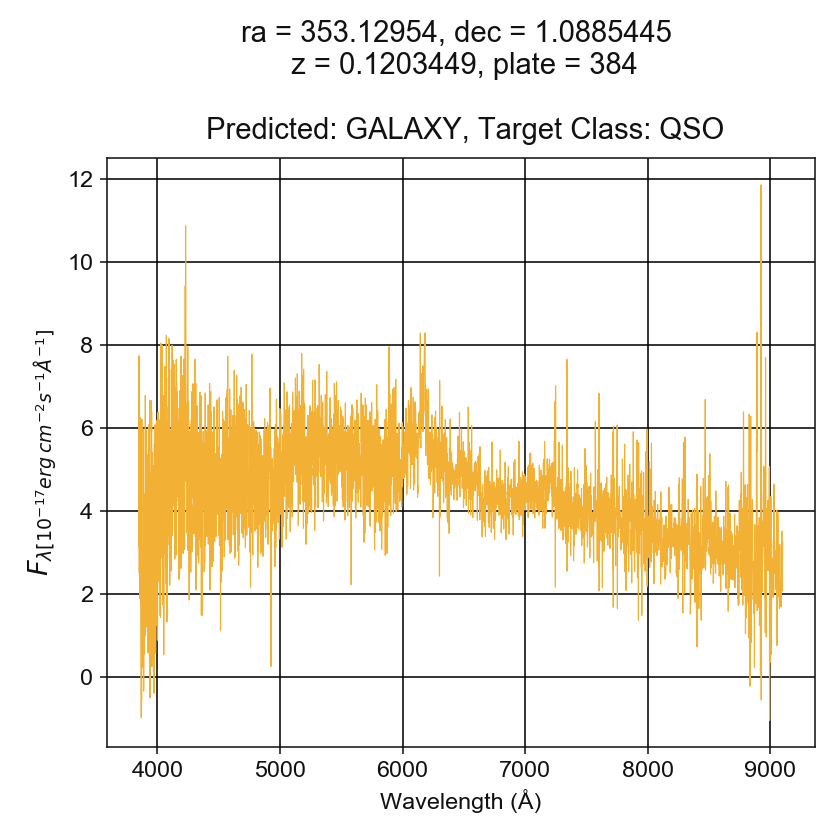 ra = 353.12954, dec = 1.0885445
z = 0.1203449, plate = 384
Predicted: GALAXY, Target Class: QSO
12
10
8
6
4
2
0
F_{λ[10^{-17} erg cm^{-2} s^{-1} Å^{-1}]}
4000 5000 6000 7000 8000 9000
Wavelength (Å)